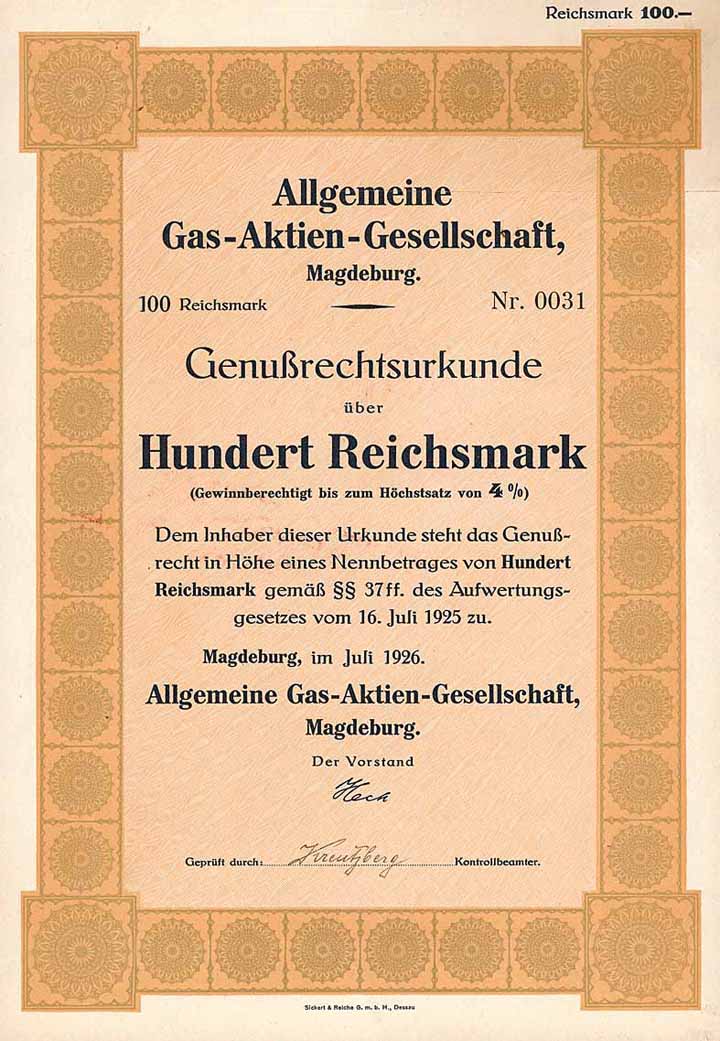 Reichsmark 100.—
Allgemeine
Gas-Aktien-Gesellschaft,
Magdeburg.
100 Reichsmark Nr. 0031
Genußrechtsurkunde
über
Hundert Reichsmark
(Gewinnberechtigt bis zum Höchstsatz von 4 %)
Dem Inhaber dieser Urkunde steht das Genuß-
recht in Höhe eines Nennbetrages von Hundert
Reichsmark gemäß §§ 37 ff. des Aufwertungs-
gesetzes vom 16. Juli 1925 zu.
Magdeburg, im Juli 1926.
Allgemeine Gas-Aktien-Gesellschaft,
Magdeburg.
Der Vorstand
Heck
Geprüft durch: Kreutzberg Kontrollbeamter.
Sickert & Reiche G. m. b. H., Dessau